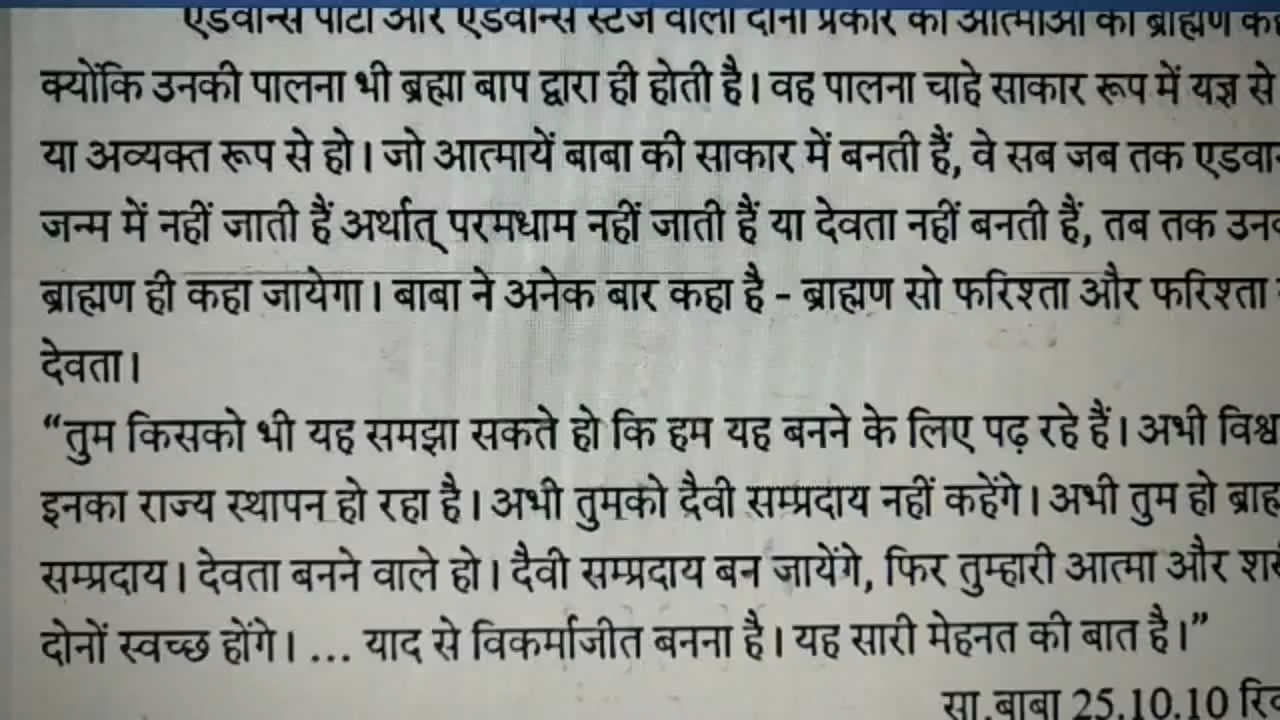 एडवान्स पार्टी और एडवान्स स्टेज वाली दोनों प्रकार की आत्माओं को ब्राह्मण
क्योंकि उनकी पालना भी ब्रह्मा बाप द्वारा ही होती है। वह पालना चाहे साकार रूप में यज्ञ से
या अव्यक्त रूप से हो। जो आत्मायें बाबा की साकार में बनती हैं, वे सब जब तक
जन्म में नहीं जाती हैं अर्थात् परमधाम नहीं जाती हैं या देवता नहीं बनती हैं, तब तक
ब्राह्मण ही कहा जायेगा। बाबा ने अनेक बार कहा है - ब्राह्मण सो फरिश्ता और फरिश्ता
देवता।
“तुम किसको भी यह समझा सकते हो कि हम यह बनने के लिए पढ़ रहे हैं। अभी विश्व
इनका राज्य स्थापन हो रहा है। अभी तुमको दैवी सम्प्रदाय नहीं कहेंगे। अभी तुम हो
सम्प्रदाय। देवता बनने वाले हो। दैवी सम्प्रदाय बन जायेंगे, फिर तुम्हारी आत्मा और
दोनों स्वच्छ होंगे। ... याद से विकर्माजीत बनना है। यह सारी मेहनत की बात है।”
सा.बाबा 25.10.10